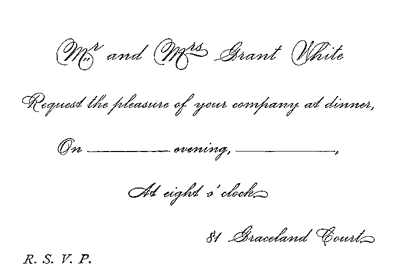 Mr and Mrs Grant White
Request the pleasure of your company at dinner,
On ________ evening, ________,
At eight o'clock
81 Graceland Court
R. S. V. P.